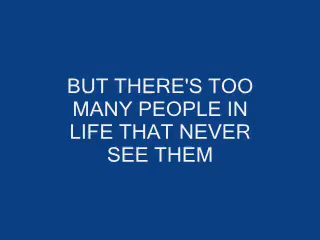 BUT THERE'S TOO
MANY PEOPLE IN
LIFE THAT NEVER
SEE THEM